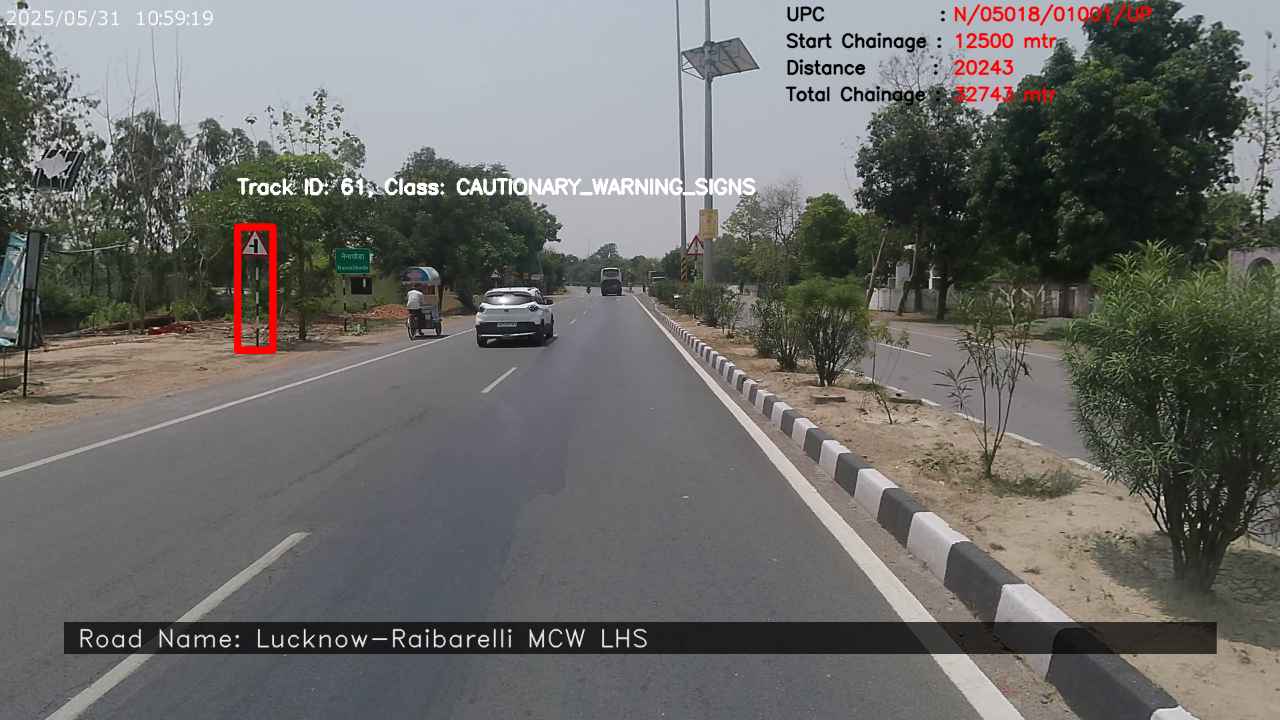 2025/05/31 10:59:19
UPC : N/05018/01001/UP
Start Chainage : 12500 mtr
Distance : 20243
Total Chainage : 32743 mtr
Track ID: 61, Class: CAUTIONARY_WARNING_SIGNS
Road Name: Lucknow-Raibarelli MCW LHS